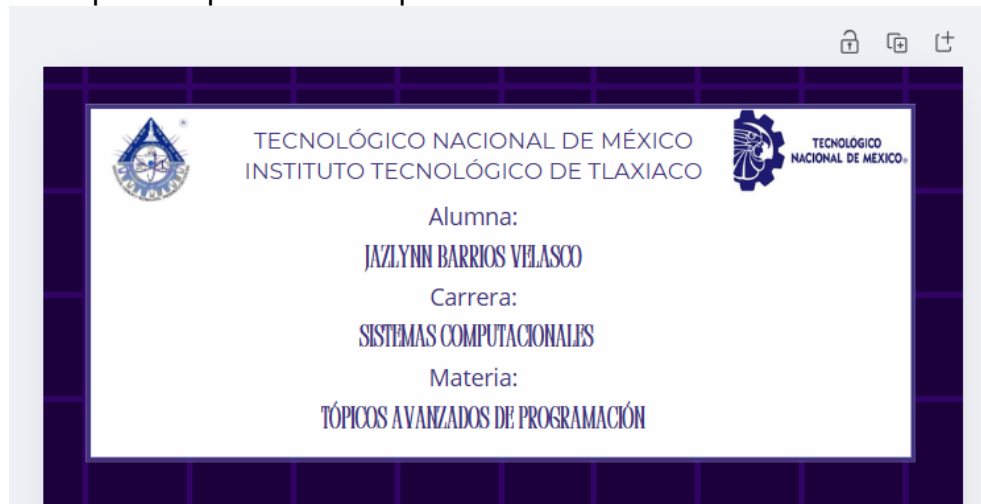 TECNOLÓGICO NACIONAL DE MÉXICO
INSTITUTO TECNOLÓGICO DE TLAXIACO
TECNOLÓGICO
NACIONAL DE MEXICO®
Alumna:
JAZLYNN BARRIOS VELASCO
Carrera:
SISTEMAS COMPUTACIONALES
Materia:
TÓPICOS AVANZADOS DE PROGRAMACIÓN